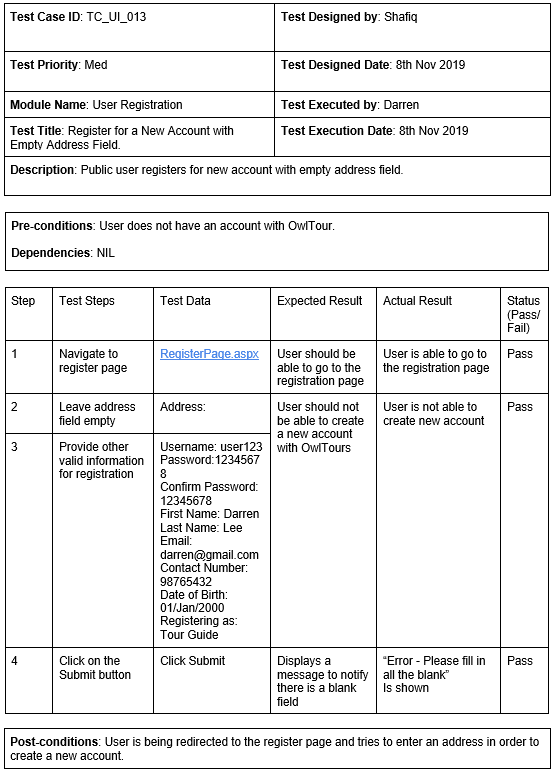 Test Case ID: TC_UI_013
Test Designed by: Shafiq
Test Priority: Med
Test Designed Date: 8th Nov 2019
Module Name: User Registration
Test Executed by: Darren
Test Title: Register for a New Account with
Empty Address Field.
Test Execution Date: 8th Nov 2019
Description: Public user registers for new account with empty address field.
Pre-conditions: User does not have an account with OwlTour.
Dependencies: NIL
Step
Test Steps
Test Data
Expected Result
Actual Result
Status
(Pass/
Fail)
1
Navigate to
register page
RegisterPage.aspx
User should be
able to go to the
registration page
User is able to go to
the registration page
Pass
2
Leave address
field empty
Address:
User should not
be able to create
a new account
with OwlTours
User is not able to
create new account
Pass
3
Provide other
valid information
for registration
Username: user123
Password:1234567
8
Confirm Password:
12345678
First Name: Darren
Last Name: Lee
Email:
darren@gmail.com
Contact Number:
98765432
Date of Birth:
01/Jan/2000
Registering as:
Tour Guide
4
Click on the
Submit button
Click Submit
Displays a
message to notify
there is a blank
field
“Error - Please fill in
all the blank”
Is shown
Pass
Post-conditions: User is being redirected to the register page and tries to enter an address in order to
create a new account.